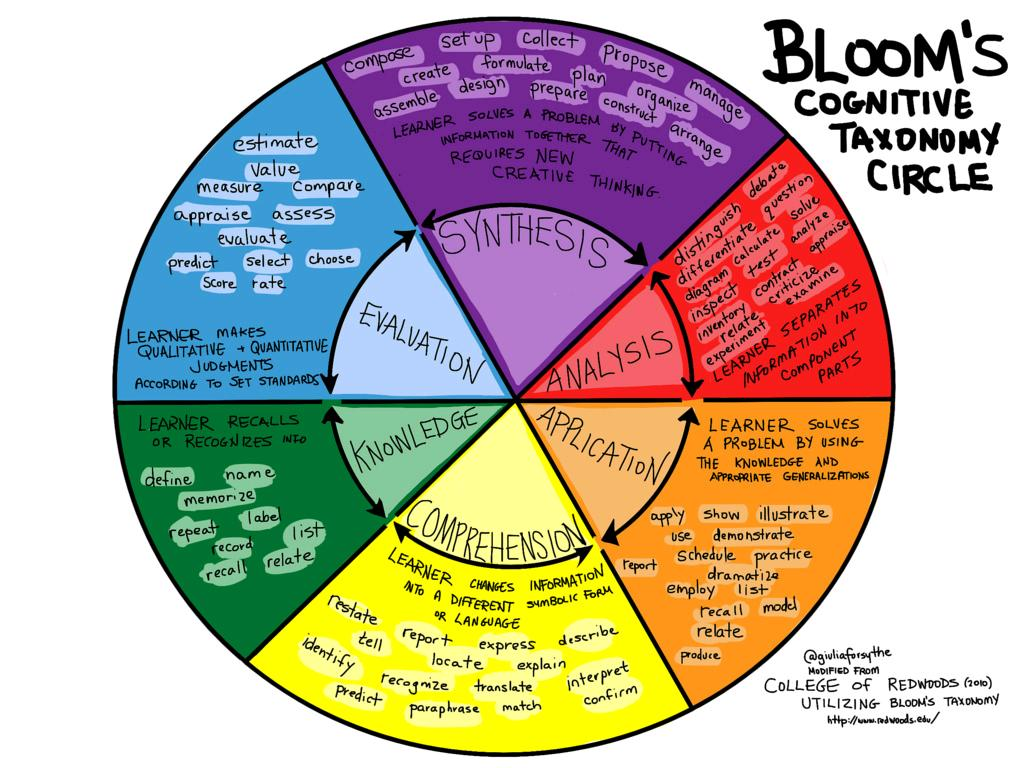 BLOOM'S
COGNITIVE
TAXONOMY
CIRCLE
compose set up collect propose manage
create formulate plan organize
assemble design prepare construct arrange
LEARNER SOLVES A PROBLEM BY PUTTING
INFORMATION TOGETHER THAT
REQUIRES NEW
CREATIVE THINKING.
SYNTHESIS
debate
distinguish question
differentiate solve
diagram calculate analyze
inspect test appraise
inventory contract
relate criticize
experiment examine
LEARNER SEPARATES
INFORMATION INTO
COMPONENT
PARTS
ANALYSIS
APPLICATION
LEARNER SOLVES
A PROBLEM BY USING
THE KNOWLEDGE AND
APPROPRIATE GENERALIZATIONS
apply show illustrate
use demonstrate
report schedule practice
dramatize
employ list
recall model
relate
produce
COMPREHENSION
LEARNER CHANGES INFORMATION
INTO A DIFFERENT SYMBOLIC FORM
OR LANGUAGE
restate
tell report express describe
identify locate explain
recognize translate interpret
predict paraphrase match confirm
KNOWLEDGE
LEARNER RECALLS
OR RECOGNIZES INFO
define name
memorize
repeat label list
record
recall relate
EVALUATION
estimate
Value
measure Compare
appraise assess
evaluate
predict select choose
score rate
LEARNER MAKES
QUALITATIVE + QUANTITATIVE
JUDGMENTS
ACCORDING TO SET STANDARDS
@giuliaforsythe
MODIFIED FROM
COLLEGE OF REDWOODS (2010)
UTILIZING BLOOM'S TAXONOMY
http://www.redwoods.edu/